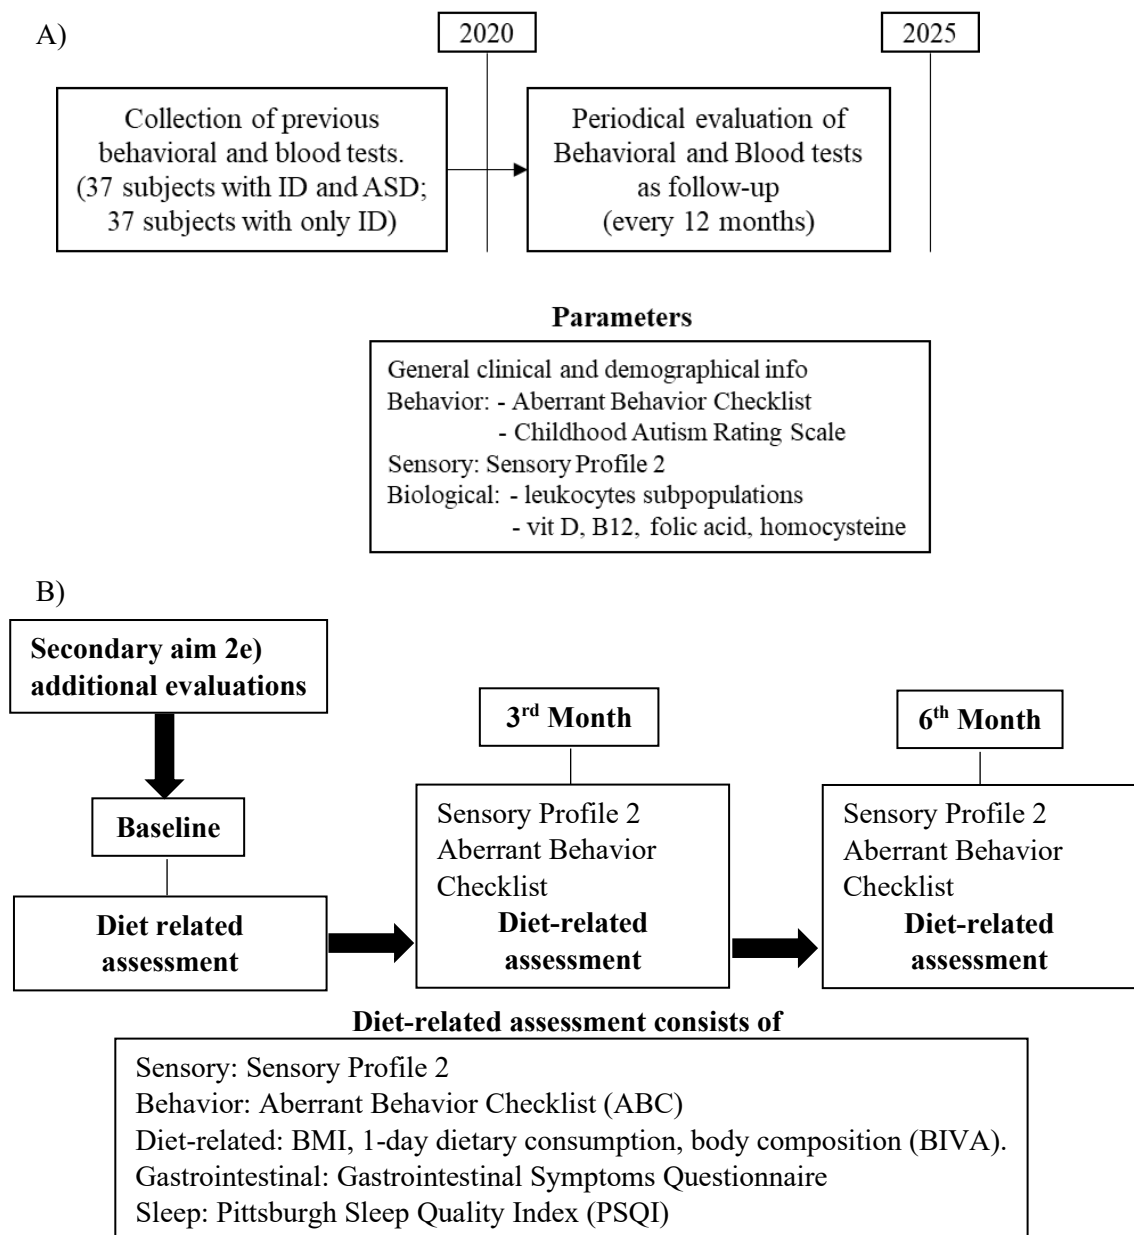 A)
2020
2025
Collection of previous
behavioral and blood tests.
(37 subjects with ID and ASD;
37 subjects with only ID)
Periodical evaluation of
Behavioral and Blood tests
as follow-up
(every 12 months)
Parameters
General clinical and demographical info
Behavior: - Aberrant Behavior Checklist
- Childhood Autism Rating Scale
Sensory: Sensory Profile 2
Biological: - leukocytes subpopulations
- vit D, B12, folic acid, homocysteine
B)
Secondary aim 2e)
additional evaluations
Baseline
Diet related
assessment
3rd Month
Sensory Profile 2
Aberrant Behavior
Checklist
Diet-related
assessment
6th Month
Sensory Profile 2
Aberrant Behavior
Checklist
Diet-related
assessment
Diet-related assessment consists of
Sensory: Sensory Profile 2
Behavior: Aberrant Behavior Checklist (ABC)
Diet-related: BMI, 1-day dietary consumption, body composition (BIVA).
Gastrointestinal: Gastrointestinal Symptoms Questionnaire
Sleep: Pittsburgh Sleep Quality Index (PSQI)